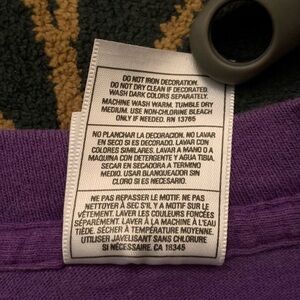 DO NOT IRON DECORATION.
DO NOT DRY CLEAN IF DECORATED.
WASH DARK COLORS SEPARATELY.
MACHINE WASH WARM, TUMBLE DRY
MEDIUM. USE NON-CHLORINE BLEACH
ONLY IF NEEDED. RN 13765
NO PLANCHAR LA DECORACION. NO LAVAR
EN SECO SI ES DECORADO. LAVAR CON
COLORES SIMILARES. LAVAR A MANO O A
MAQUINA CON DETERGENTE Y AGUA TIBIA.
SECAR EN SECADORA A TERMINO
MEDIO. USAR BLANQUEADOR SIN
CLORO SI ES NECESARIO.
NE PAS REPASSER LE MOTIF. NE PAS
NETTOYER À SEC S'IL Y A MOTIF SUR LE
VÊTEMENT. LAVER LES COULEURS FONCÉES
SÉPARÉMENT. LAVER À LA MACHINE À L'EAU
TIÈDE. SÉCHER À TEMPÉRATURE MOYENNE.
UTILISER JAVELISANT SANS CHLORURE
SI NÉCESSAIRE. CA 18345